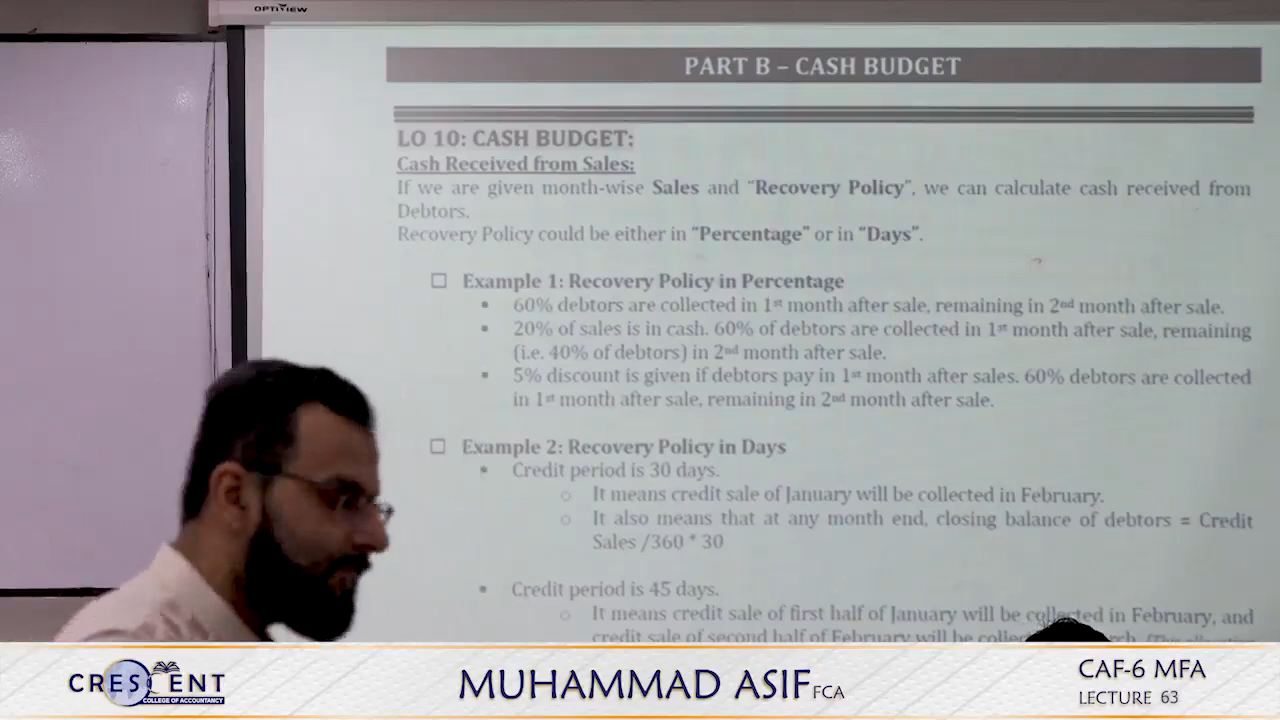 OPTIVIEW
PART B – CASH BUDGET
LO 10: CASH BUDGET:
Cash Received from Sales:
If we are given month-wise Sales and "Recovery Policy", we can calculate cash received from
Debtors.
Recovery Policy could be either in "Percentage" or in "Days".
☐ Example 1: Recovery Policy in Percentage
▪ 60% debtors are collected in 1st month after sale, remaining in 2nd month after sale.
▪ 20% of sales is in cash. 60% of debtors are collected in 1st month after sale, remaining
(i.e. 40% of debtors) in 2nd month after sale.
▪ 5% discount is given if debtors pay in 1st month after sales. 60% debtors are collected
in 1st month after sale, remaining in 2nd month after sale.
☐ Example 2: Recovery Policy in Days
▪ Credit period is 30 days.
o It means credit sale of January will be collected in February.
o It also means that at any month end, closing balance of debtors = Credit
Sales /360 * 30
▪ Credit period is 45 days.
o It means credit sale of first half of January will be collected in February, and
credit sale of second half of February will be
CRESCENT
COLLEGE OF ACCOUNTANCY
MUHAMMAD ASIF FCA
CAF-6 MFA
LECTURE 63